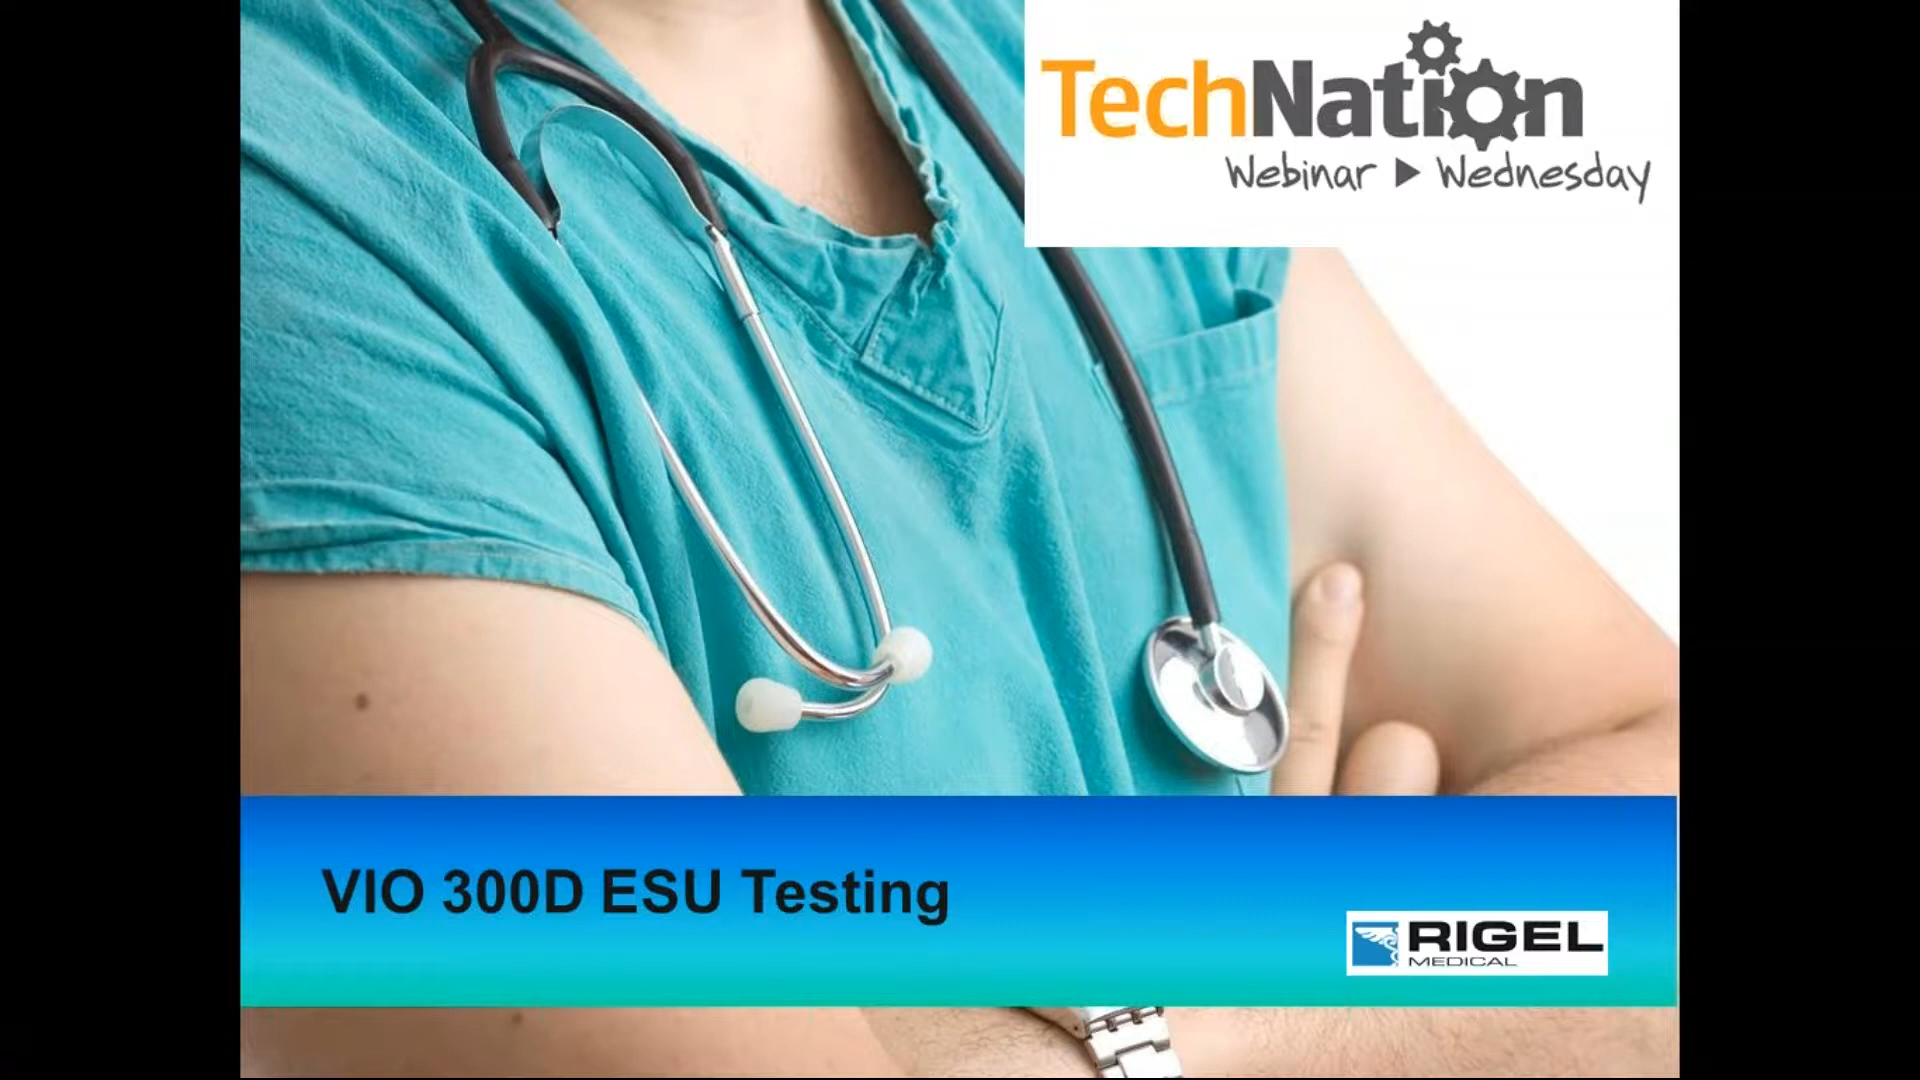 TechNation
Webinar ▶ Wednesday
VIO 300D ESU Testing
RIGEL
MEDICAL